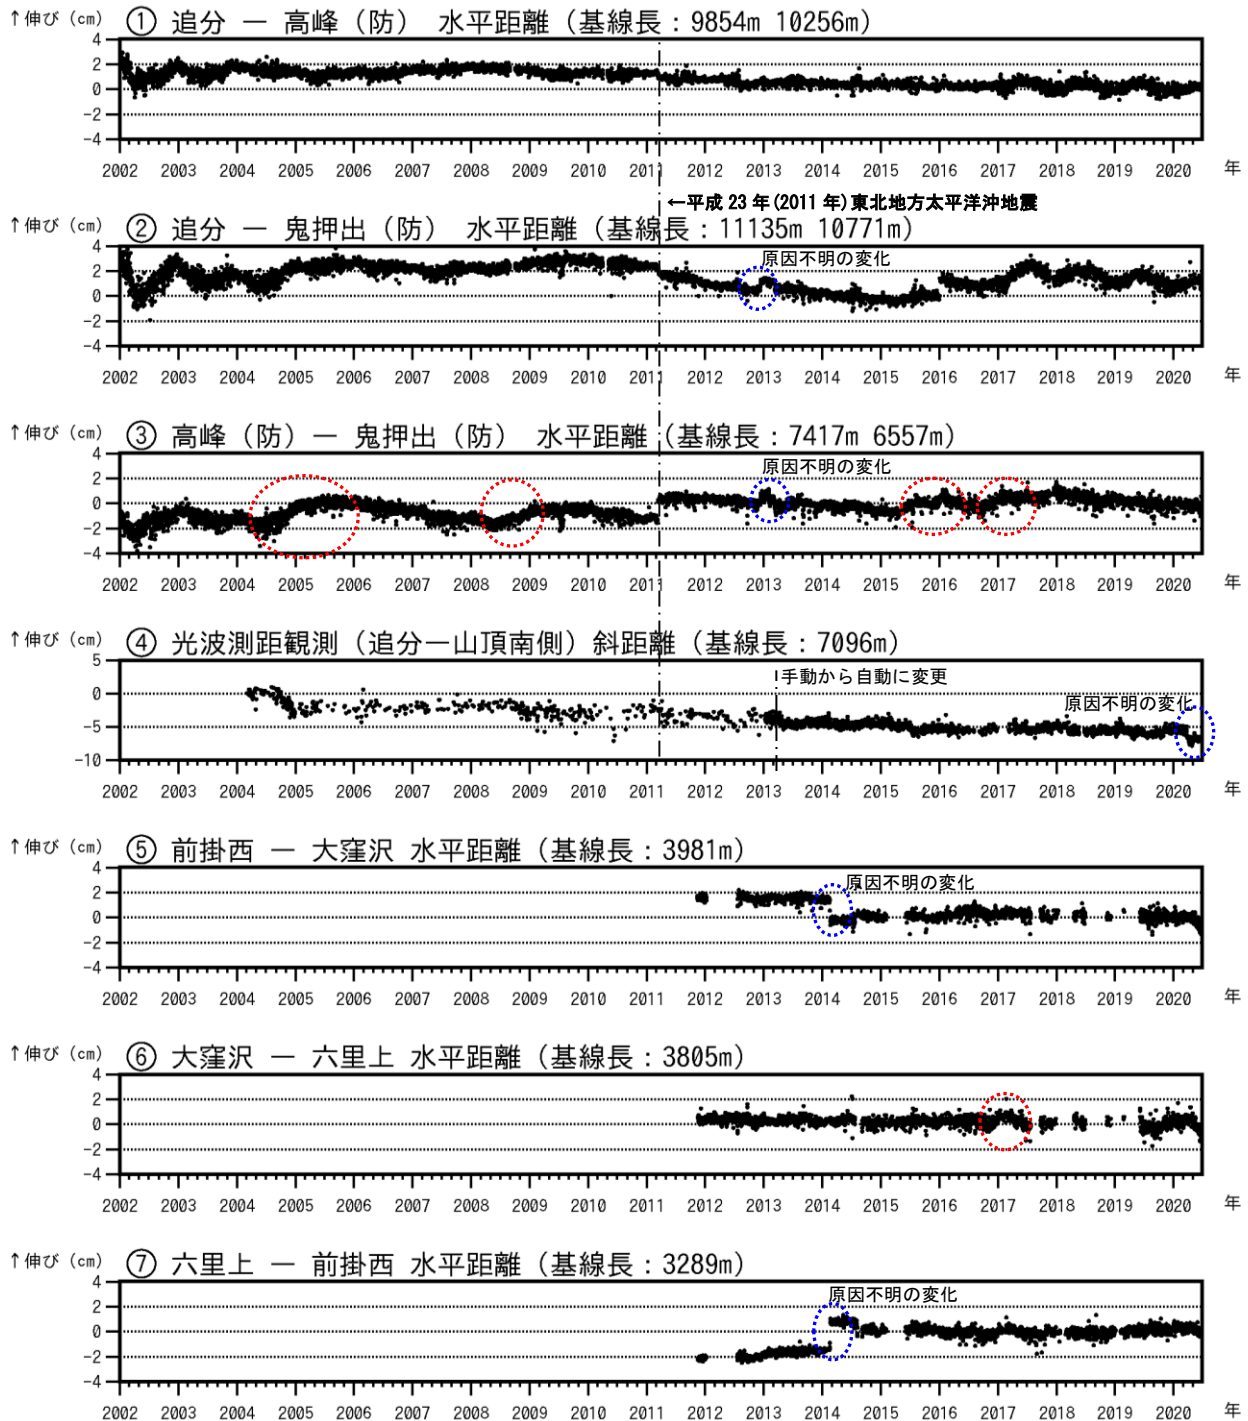 ↑伸び (cm) ① 追分 ― 高峰 (防) 水平距離 (基線長:9854m 10256m)
4
2
0
-2
-4
2002 2003 2004 2005 2006 2007 2008 2009 2010 2011 2012 2013 2014 2015 2016 2017 2018 2019 2020 年
←平成 23 年(2011 年)東北地方太平洋沖地震
↑伸び (cm) ② 追分 ― 鬼押出 (防) 水平距離 (基線長:11135m 10771m)
原因不明の変化
4
2
0
-2
-4
2002 2003 2004 2005 2006 2007 2008 2009 2010 2011 2012 2013 2014 2015 2016 2017 2018 2019 2020 年
↑伸び (cm) ③ 高峰 (防) ― 鬼押出 (防) 水平距離 (基線長:7417m 6557m)
原因不明の変化
4
2
0
-2
-4
2002 2003 2004 2005 2006 2007 2008 2009 2010 2011 2012 2013 2014 2015 2016 2017 2018 2019 2020 年
↑伸び (cm) ④ 光波測距観測 (追分―山頂南側) 斜距離 (基線長:7096m)
手動から自動に変更
原因不明の変化
5
0
-5
-10
2002 2003 2004 2005 2006 2007 2008 2009 2010 2011 2012 2013 2014 2015 2016 2017 2018 2019 2020 年
↑伸び (cm) ⑤ 前掛西 ― 大窪沢 水平距離 (基線長:3981m)
原因不明の変化
4
2
0
-2
-4
2002 2003 2004 2005 2006 2007 2008 2009 2010 2011 2012 2013 2014 2015 2016 2017 2018 2019 2020 年
↑伸び (cm) ⑥ 大窪沢 ― 六里上 水平距離 (基線長:3805m)
4
2
0
-2
-4
2002 2003 2004 2005 2006 2007 2008 2009 2010 2011 2012 2013 2014 2015 2016 2017 2018 2019 2020 年
↑伸び (cm) ⑦ 六里上 ― 前掛西 水平距離 (基線長:3289m)
原因不明の変化
4
2
0
-2
-4
2002 2003 2004 2005 2006 2007 2008 2009 2010 2011 2012 2013 2014 2015 2016 2017 2018 2019 2020 年